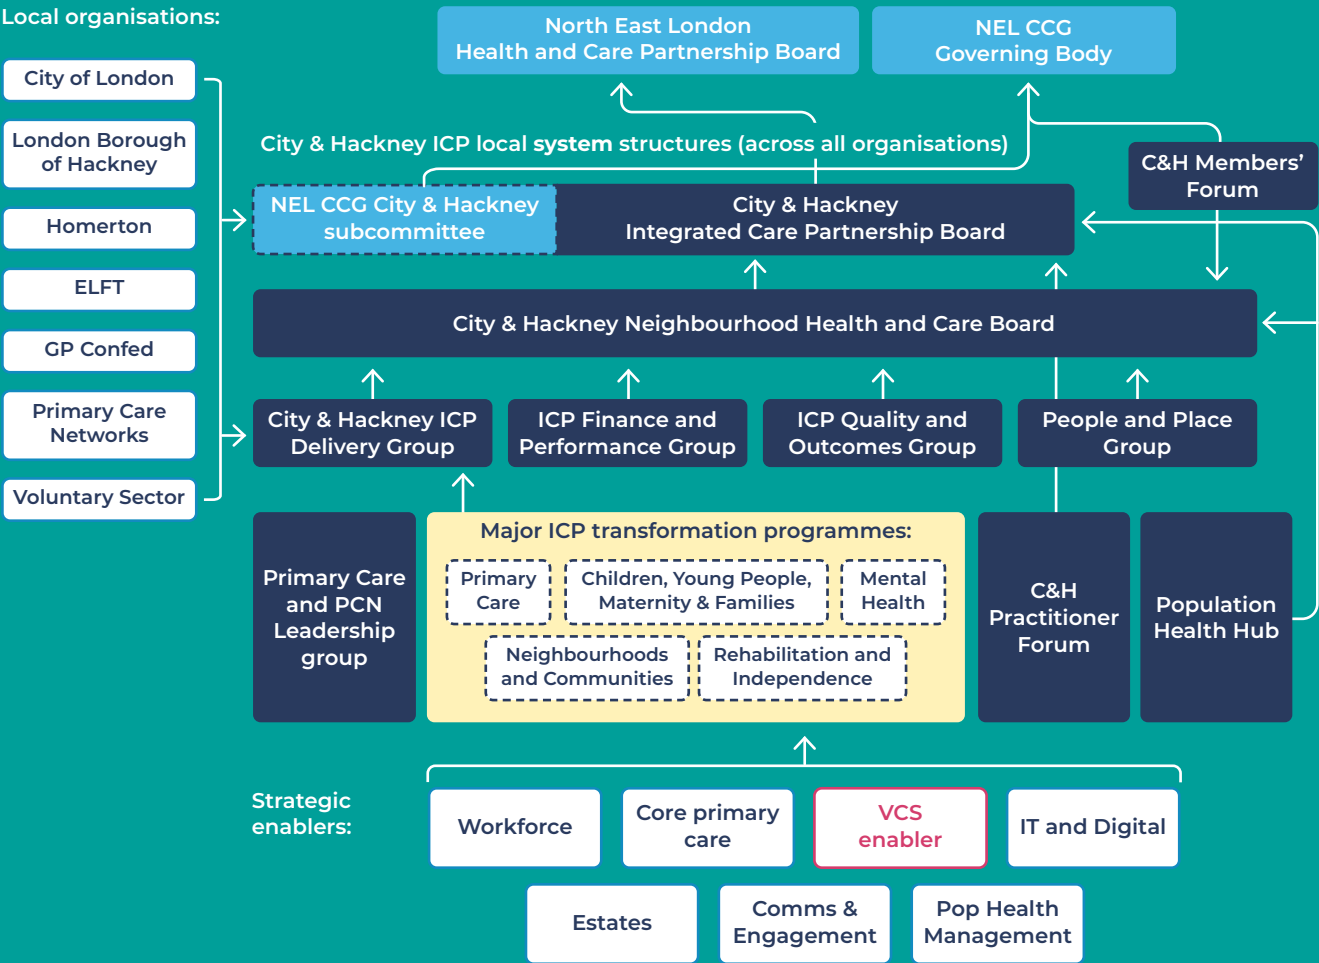 Local organisations:
City of London
London Borough
of Hackney
Homerton
ELFT
GP Confed
Primary Care
Networks
Voluntary Sector
North East London
Health and Care Partnership Board
NEL CCG
Governing Body
City & Hackney ICP local system structures (across all organisations)
C&H Members’
Forum
NEL CCG City & Hackney
subcommittee
City & Hackney
Integrated Care Partnership Board
City & Hackney Neighbourhood Health and Care Board
City & Hackney ICP
Delivery Group
ICP Finance and
Performance Group
ICP Quality and
Outcomes Group
People and Place
Group
Primary Care
and PCN
Leadership
group
Major ICP transformation programmes:
Primary
Care
Children, Young People,
Maternity & Families
Mental
Health
Neighbourhoods
and Communities
Rehabilitation and
Independence
C&H
Practitioner
Forum
Population
Health Hub
Strategic
enablers:
Workforce
Core primary
care
VCS
enabler
IT and Digital
Estates
Comms &
Engagement
Pop Health
Management